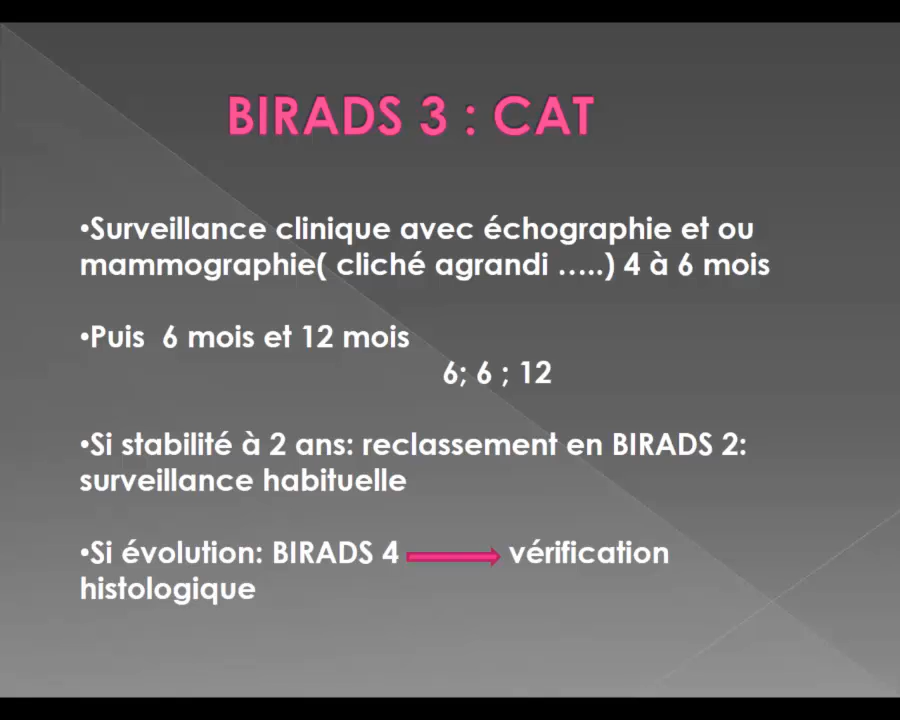 BIRADS 3 : CAT
•Surveillance clinique avec échographie et ou
mammographie( cliché agrandi …..) 4 à 6 mois
•Puis  6 mois et 12 mois
6; 6 ; 12
•Si stabilité à 2 ans: reclassement en BIRADS 2:
surveillance habituelle
•Si évolution: BIRADS 4 vérification
histologique